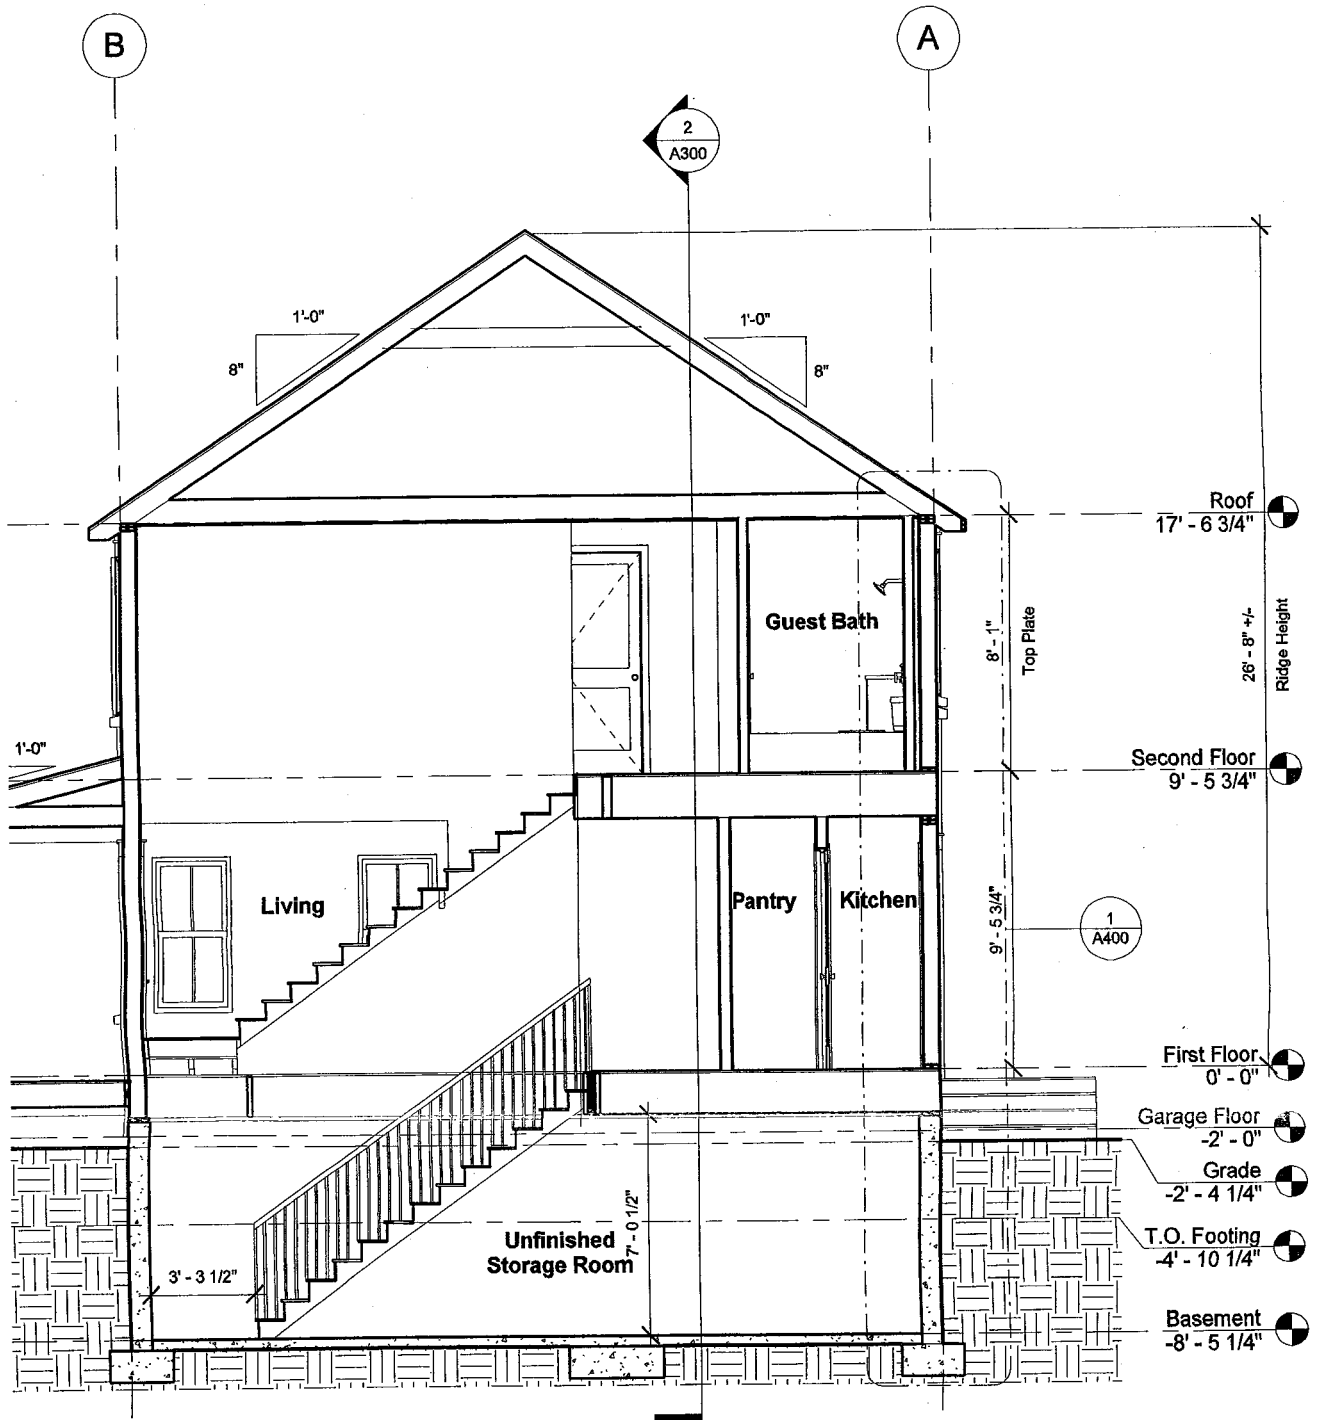 B
A
2
A300
1'-0"
8"
1'-0"
8"
Roof
17' - 6 3/4"
Guest Bath
8' - 1"
Top Plate
26' - 8" +/-
Ridge Height
1'-0"
Second Floor
9' - 5 3/4"
Living
Pantry
Kitchen
9' - 5 3/4"
1
A400
First Floor
0' - 0"
Garage Floor
-2' - 0"
Grade
-2' - 4 1/4"
T.O. Footing
-4' - 10 1/4"
Unfinished
Storage Room
7' - 0 1/2"
3' - 3 1/2"
Basement
-8' - 5 1/4"